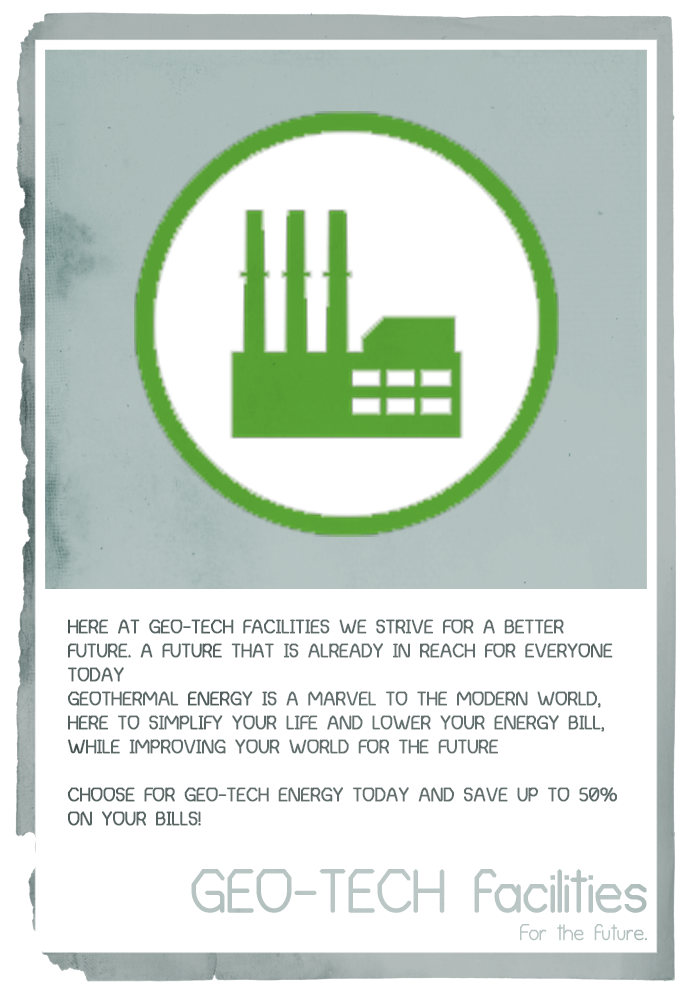 HERE AT GEO-TECH FACILITIES WE STRIVE FOR A BETTER
FUTURE. A FUTURE THAT IS ALREADY IN REACH FOR EVERYONE
TODAY
GEOTHERMAL ENERGY IS A MARVEL TO THE MODERN WORLD,
HERE TO SIMPLIFY YOUR LIFE AND LOWER YOUR ENERGY BILL,
WHILE IMPROVING YOUR WORLD FOR THE FUTURE
CHOOSE FOR GEO-TECH ENERGY TODAY AND SAVE UP TO 50%
ON YOUR BILLS!
GEO-TECH Facilities
For the future.